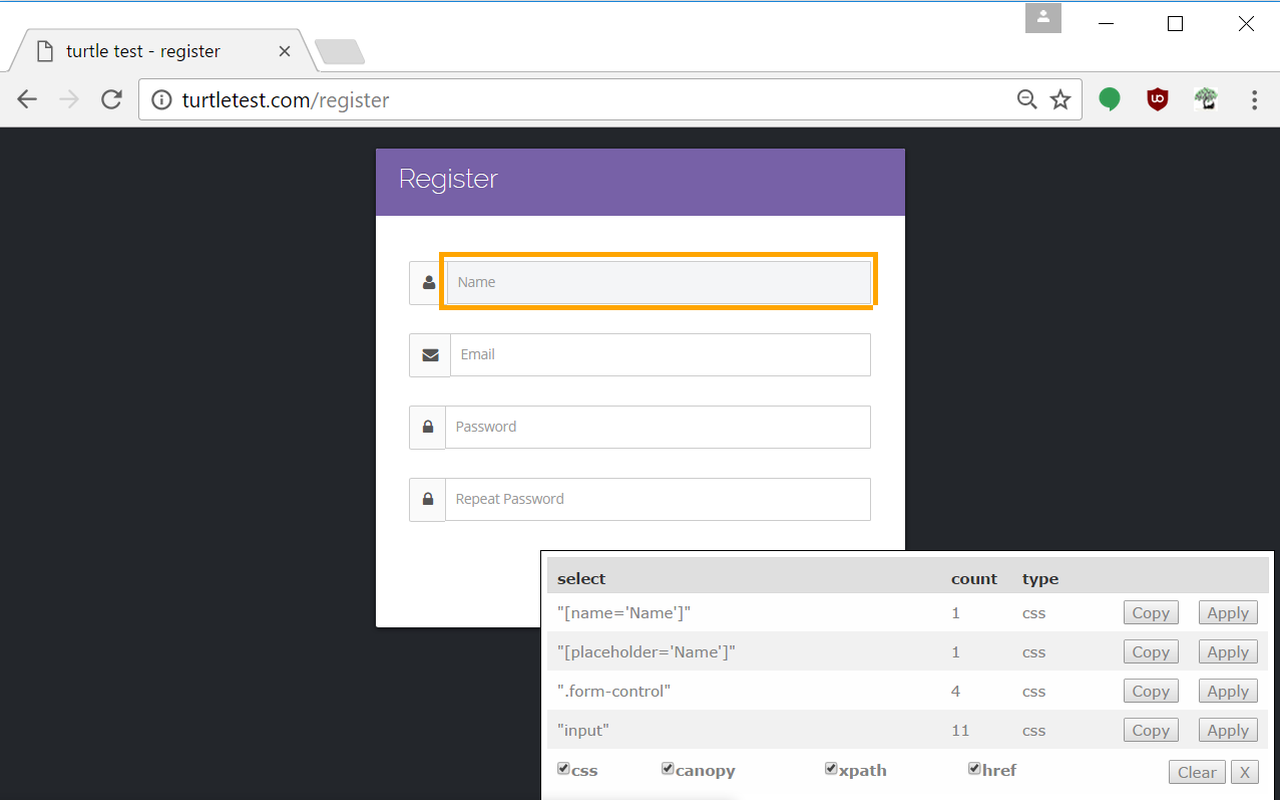 turtle test - register
turtletest.com/register
Register
Name
Email
Password
Repeat Password
select count type
"[name='Name']" 1 css Copy Apply
"[placeholder='Name']" 1 css Copy Apply
".form-control" 4 css Copy Apply
"input" 11 css Copy Apply
css canopy xpath href Clear X